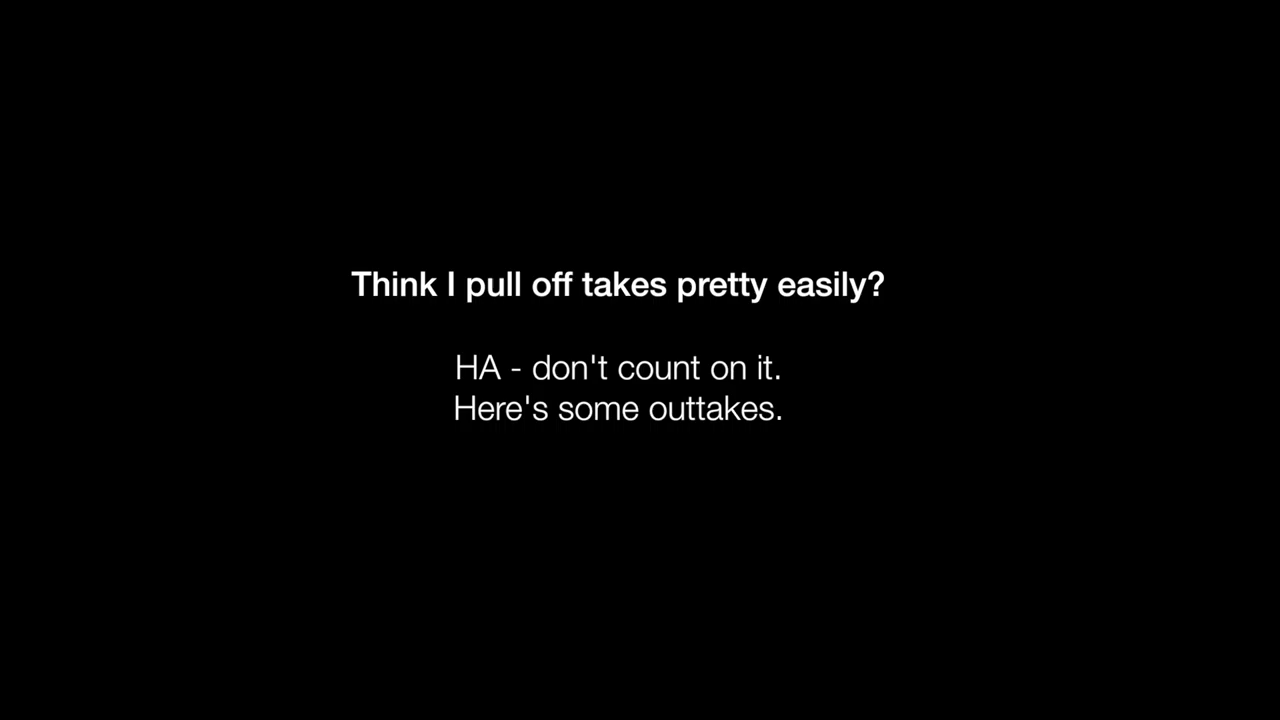 Think I pull off takes pretty easily?
HA - don't count on it.
Here's some outtakes.